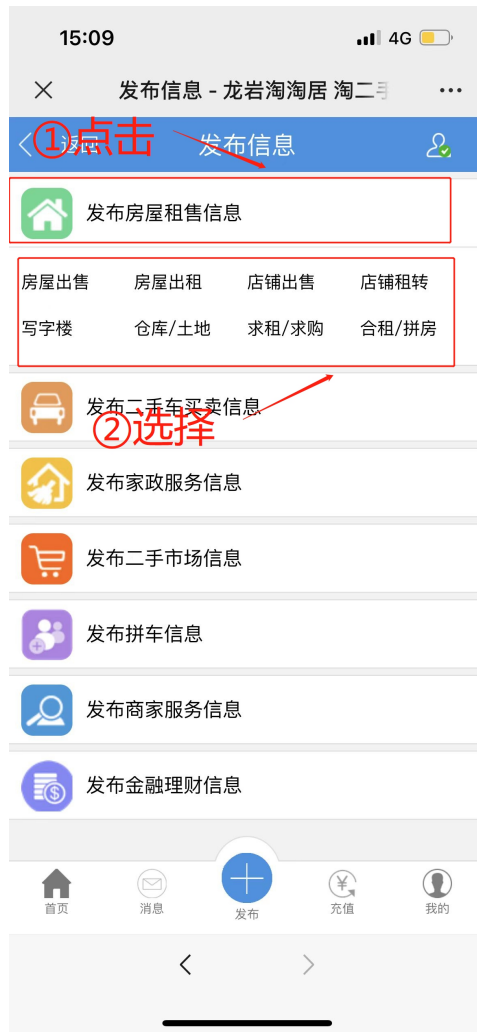 15:09 4G
发布信息 - 龙岩淘淘居 淘二手
①点击
返回 发布信息
发布房屋租售信息
房屋出售 房屋出租 店铺出售 店铺租转
写字楼 仓库/土地 求租/求购 合租/拼房
发布二手车买卖信息
②选择
发布家政服务信息
发布二手市场信息
发布拼车信息
发布商家服务信息
发布金融理财信息
首页 消息 发布 充值 我的